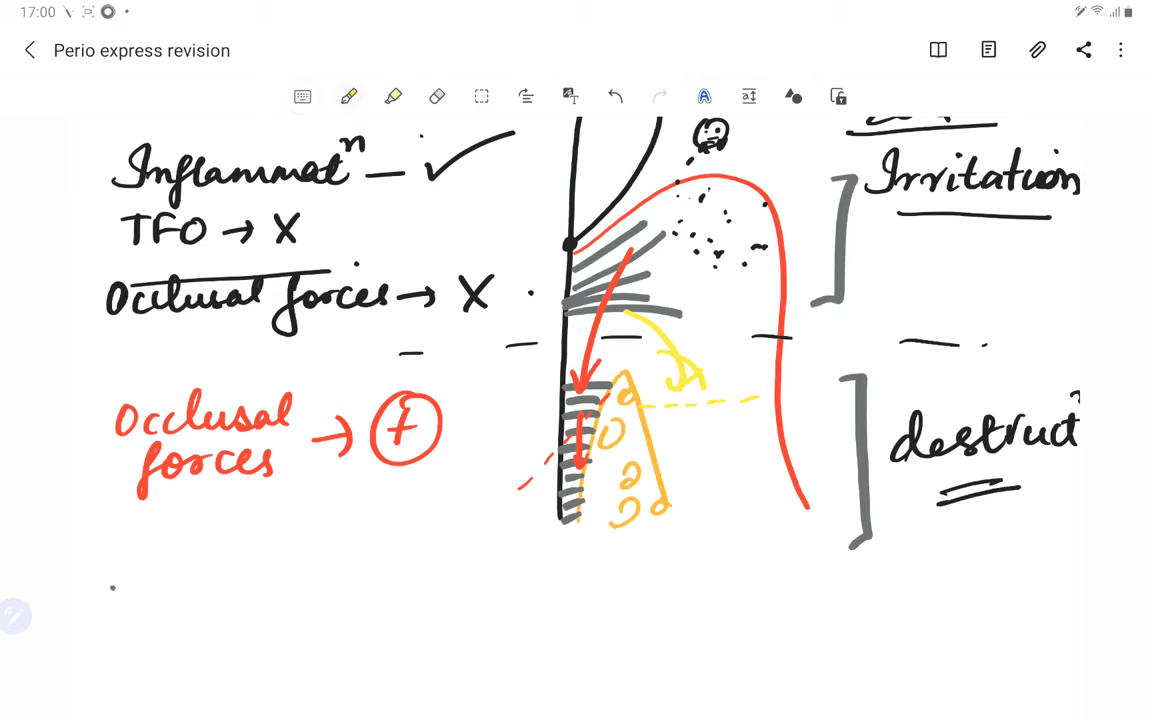 17:00
Perio express revision
Inflammatⁿ — ✓
TFO → X
Occlusal forces → X
Irritation
Occlusal
forces → +
destruct